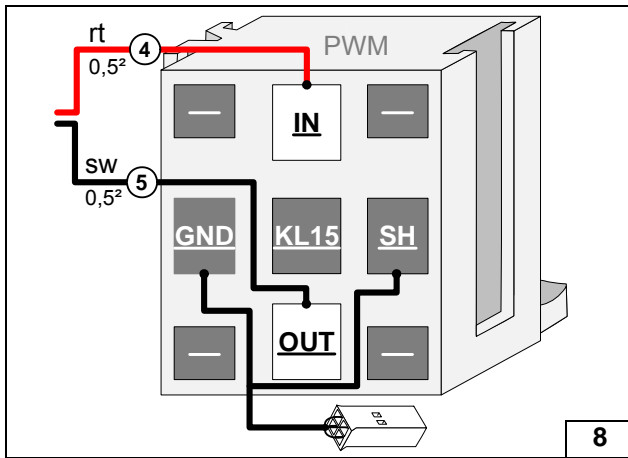 rt
4
PWM
0,5²
— IN —
sw
5
0,5²
GND KL15 SH
— OUT —
8